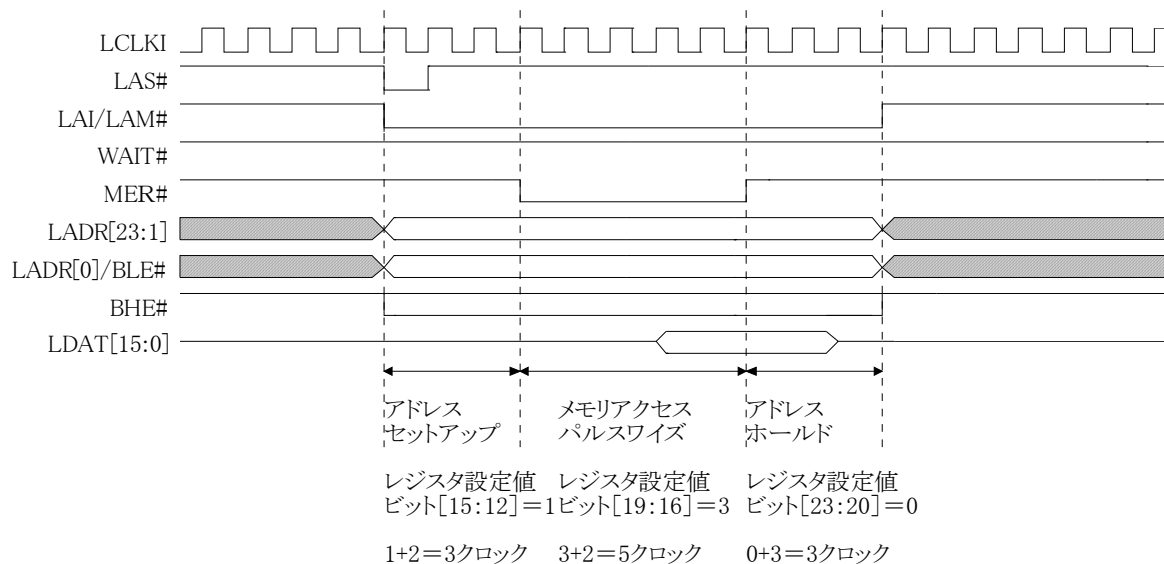 LCLKI
LAS#
LAI/LAM#
WAIT#
MER#
LADR[23:1]
LADR[0]/BLE#
BHE#
LDAT[15:0]
アドレス
セットアップ
メモリアクセス
パルスワイズ
アドレス
ホールド
レジスタ設定値
ビット[15:12]=1
レジスタ設定値
ビット[19:16]=3
レジスタ設定値
ビット[23:20]=0
1+2=3クロック
3+2=5クロック
0+3=3クロック